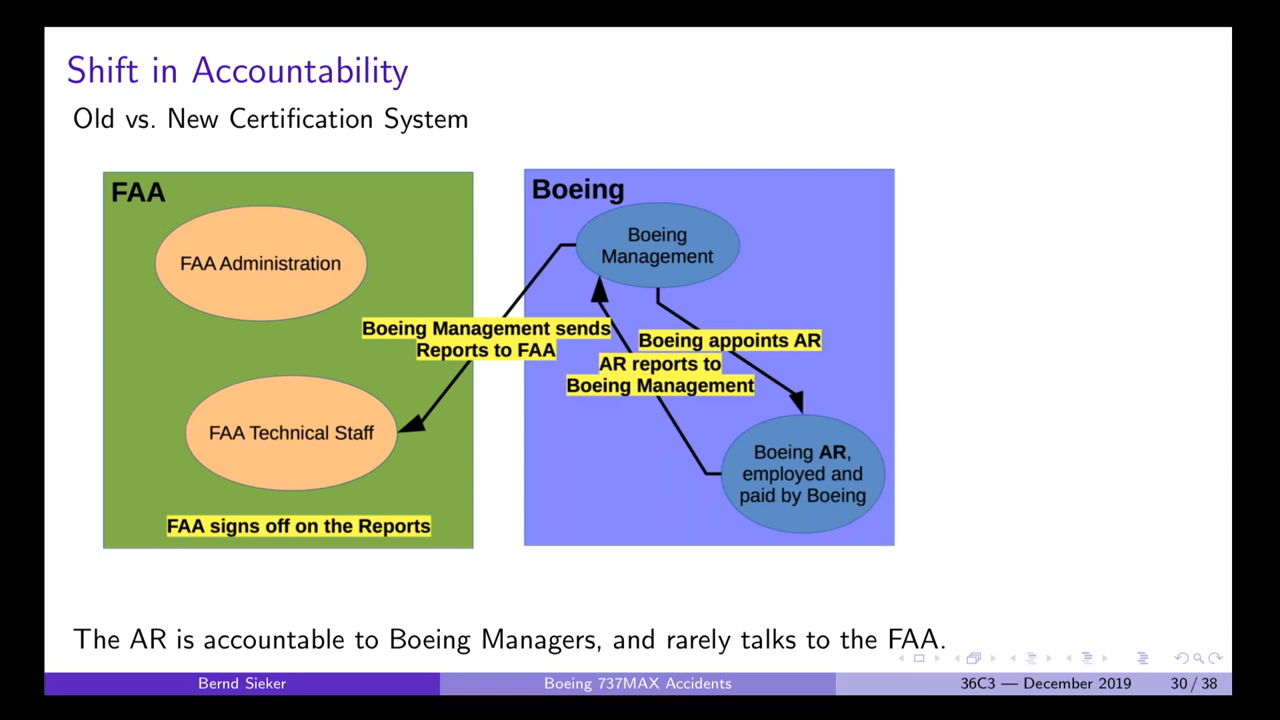 Shift in Accountability
Old vs. New Certification System
FAA
FAA Administration
Boeing
Boeing
Management
Boeing Management sends
Reports to FAA
Boeing appoints AR
AR reports to
Boeing Management
FAA Technical Staff
Boeing AR,
employed and
paid by Boeing
FAA signs off on the Reports
The AR is accountable to Boeing Managers, and rarely talks to the FAA.
Bernd Sieker
Boeing 737MAX Accidents
36C3 — December 2019
30 / 38